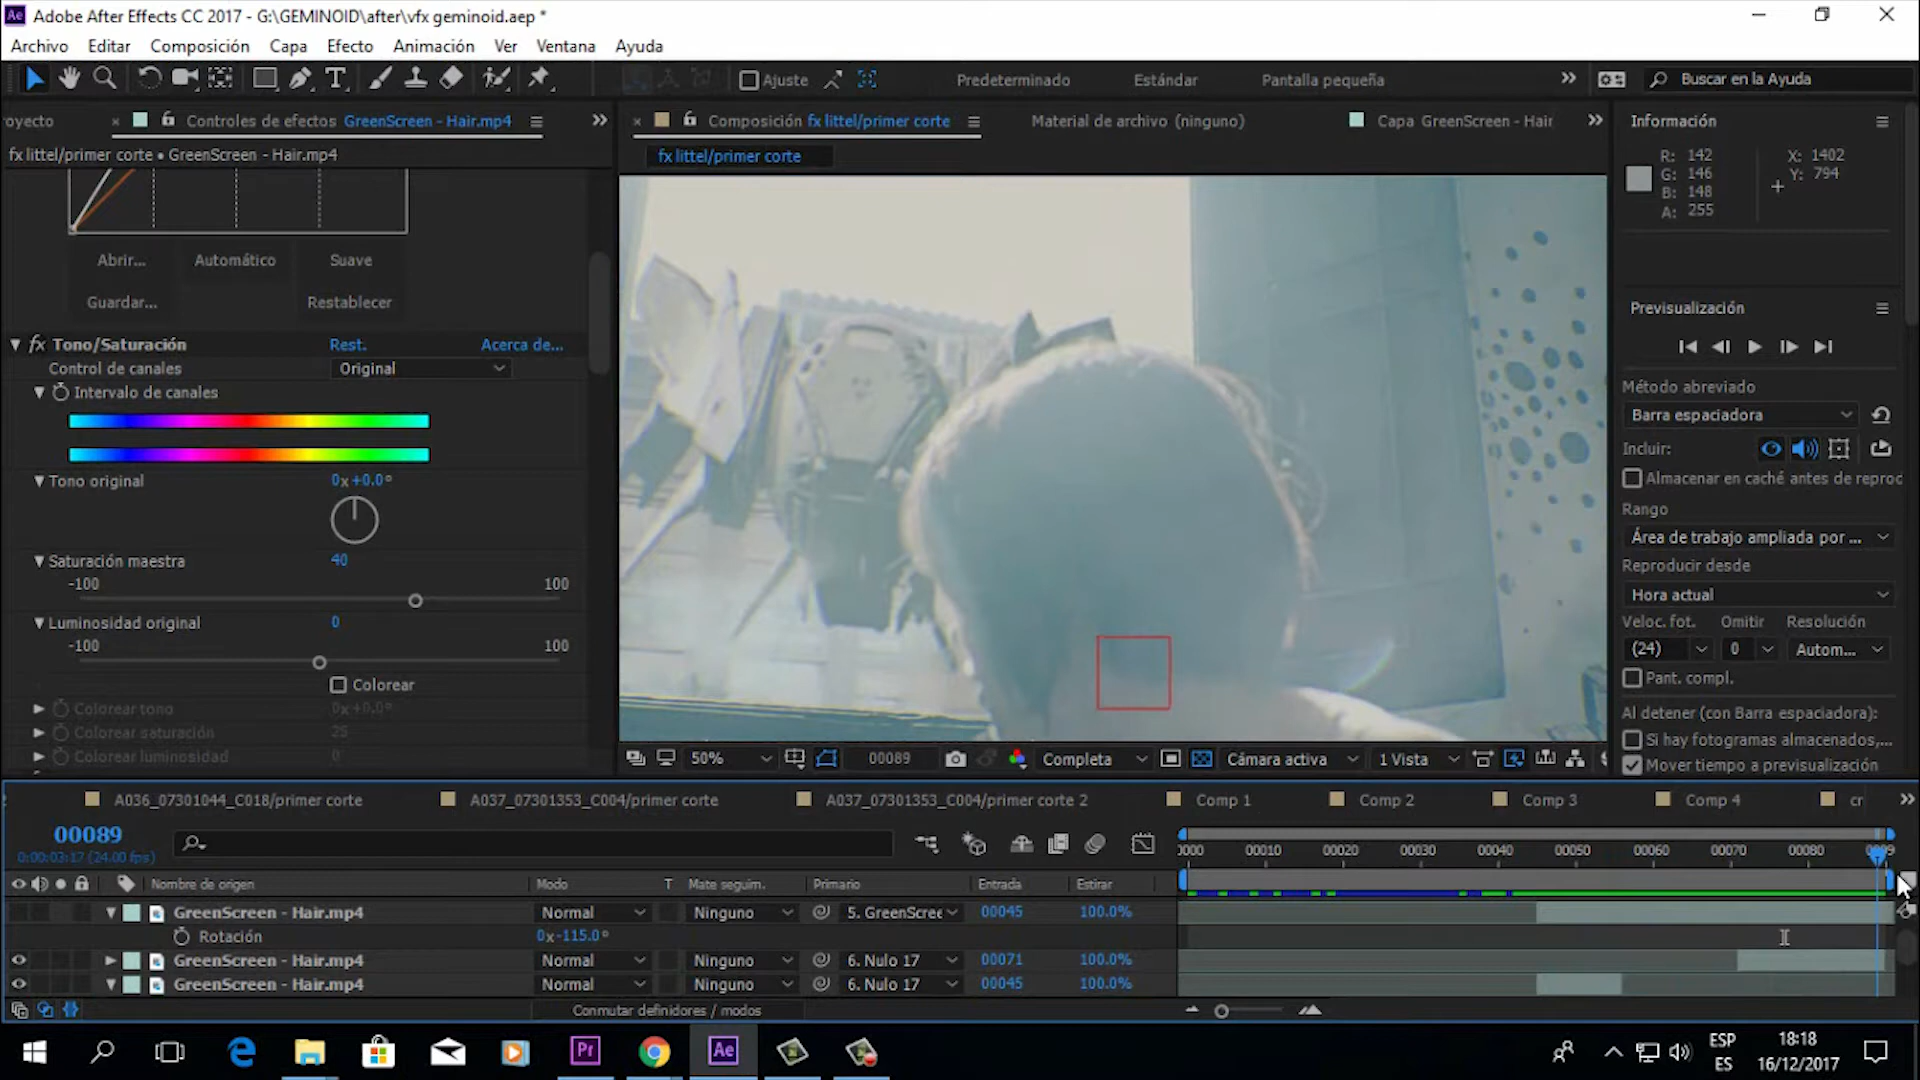 Adobe After Effects CC 2017 - G:\GEMINOID\after\vfx geminoid.aep *
Archivo Editar Composición Capa Efecto Animación Ver Ventana Ayuda
Ajuste Predeterminado Estándar Pantalla pequeña Buscar en la Ayuda
oyecto Controles de efectos GreenScreen - Hair.mp4
Composición fx littel/primer corte Material de archivo (ninguno) Capa GreenScreen - Hair
fx littel/primer corte • GreenScreen - Hair.mp4
fx littel/primer corte
Abrir... Automático Suave
Guardar... Restablecer
fx Tono/Saturación Rest. Acerca de...
Control de canales Original
Intervalo de canales
Tono original 0x+0.0°
Saturación maestra 40
-100 100
Luminosidad original 0
-100 100
Colorear
Colorear tono 0x+0.0°
Colorear saturación 25
Colorear luminosidad 0
50% 00089 Completa Cámara activa 1 Vista
Información
R: 142 X: 1402
G: 146 Y: 794
B: 148
A: 255
Previsualización
Método abreviado
Barra espaciadora
Incluir:
Almacenar en caché antes de reproc
Rango
Área de trabajo ampliada por ...
Reproducir desde
Hora actual
Veloc. fot. Omitir Resolución
(24) 0 Autom...
Pant. compl.
Al detener (con Barra espaciadora):
Si hay fotogramas almacenados,...
Mover tiempo a previsualización
A036_07301044_C018/primer corte A037_07301353_C004/primer corte A037_07301353_C004/primer corte 2 Comp 1 Comp 2 Comp 3 Comp 4 cr
00089
0:00:03:17 (24.00 fps)
0000 00010 00020 00030 00040 00050 00060 00070 00080 0009
Nombre de origen Modo T Mate seguim. Primario Entrada Estirar
GreenScreen - Hair.mp4 Normal Ninguno 5. GreenScree 00045 100.0%
Rotación 0x-115.0°
GreenScreen - Hair.mp4 Normal Ninguno 6. Nulo 17 00071 100.0%
GreenScreen - Hair.mp4 Normal Ninguno 6. Nulo 17 00045 100.0%
Conmutar definidores / modos
Pr Ae
ESP
ES
18:18
16/12/2017